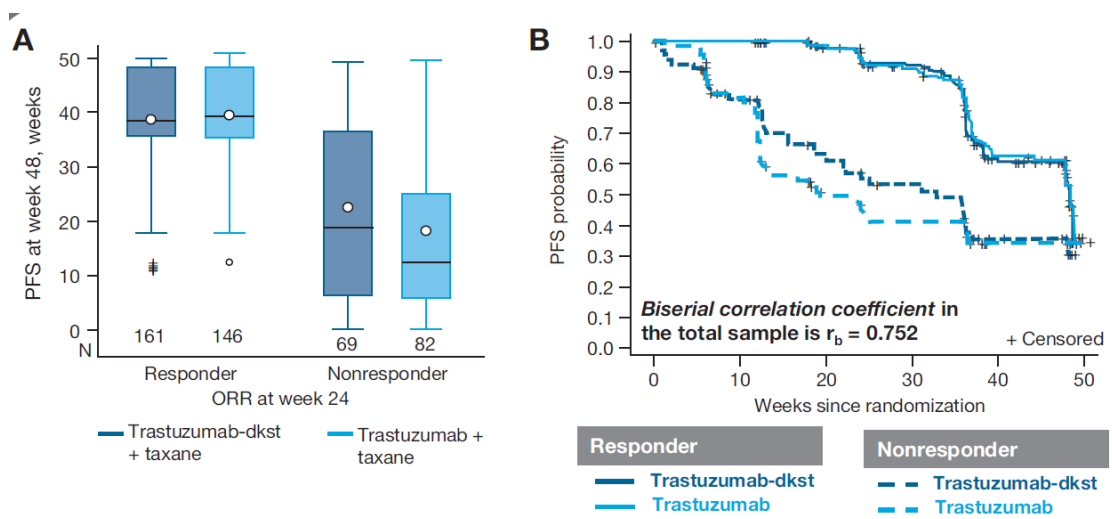 A
PFS at week 48, weeks
50
40
30
20
10
0
N
161
146
69
82
Responder
Nonresponder
ORR at week 24
Trastuzumab-dkst
+ taxane
Trastuzumab +
taxane
B
PFS probability
1.0
0.9
0.8
0.7
0.6
0.5
0.4
0.3
0.2
0.1
0.0
Biserial correlation coefficient in
the total sample is rb = 0.752
+ Censored
0
10
20
30
40
50
Weeks since randomization
Responder
Trastuzumab-dkst
Trastuzumab
Nonresponder
Trastuzumab-dkst
Trastuzumab